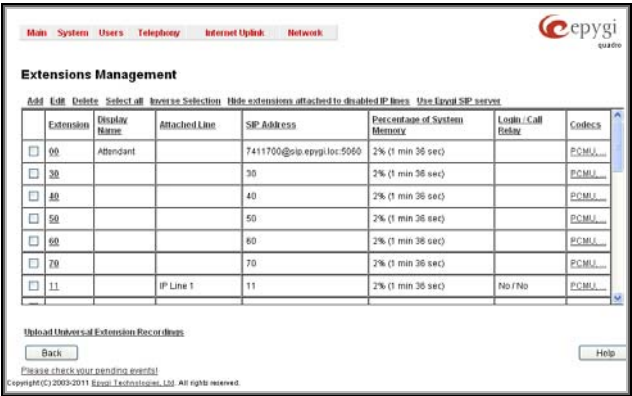 Main System Users Telephony Internet Uplink Network
epygi
quadro
Extensions Management
Add Edit Delete Select all Inverse Selection Hide extensions attached to disabled IP lines Use Epygi SIP server
Extension Display Name Attached Line SIP Address Percentage of System Memory Login / Call Relay Codecs
00 Attendant 7411700@sip.epygi.loc:5060 2% (1 min 36 sec) PCMU, ...
30 30 2% (1 min 36 sec) PCMU, ...
40 40 2% (1 min 36 sec) PCMU, ...
50 50 2% (1 min 36 sec) PCMU, ...
60 60 2% (1 min 36 sec) PCMU, ...
70 70 2% (1 min 36 sec) PCMU, ...
11 IP Line 1 11 2% (1 min 36 sec) No / No PCMU, ...
Upload Universal Extension Recordings
Back Help
Please check your pending events!
Copyright (C) 2003-2011 Epygi Technologies, Ltd. All rights reserved.